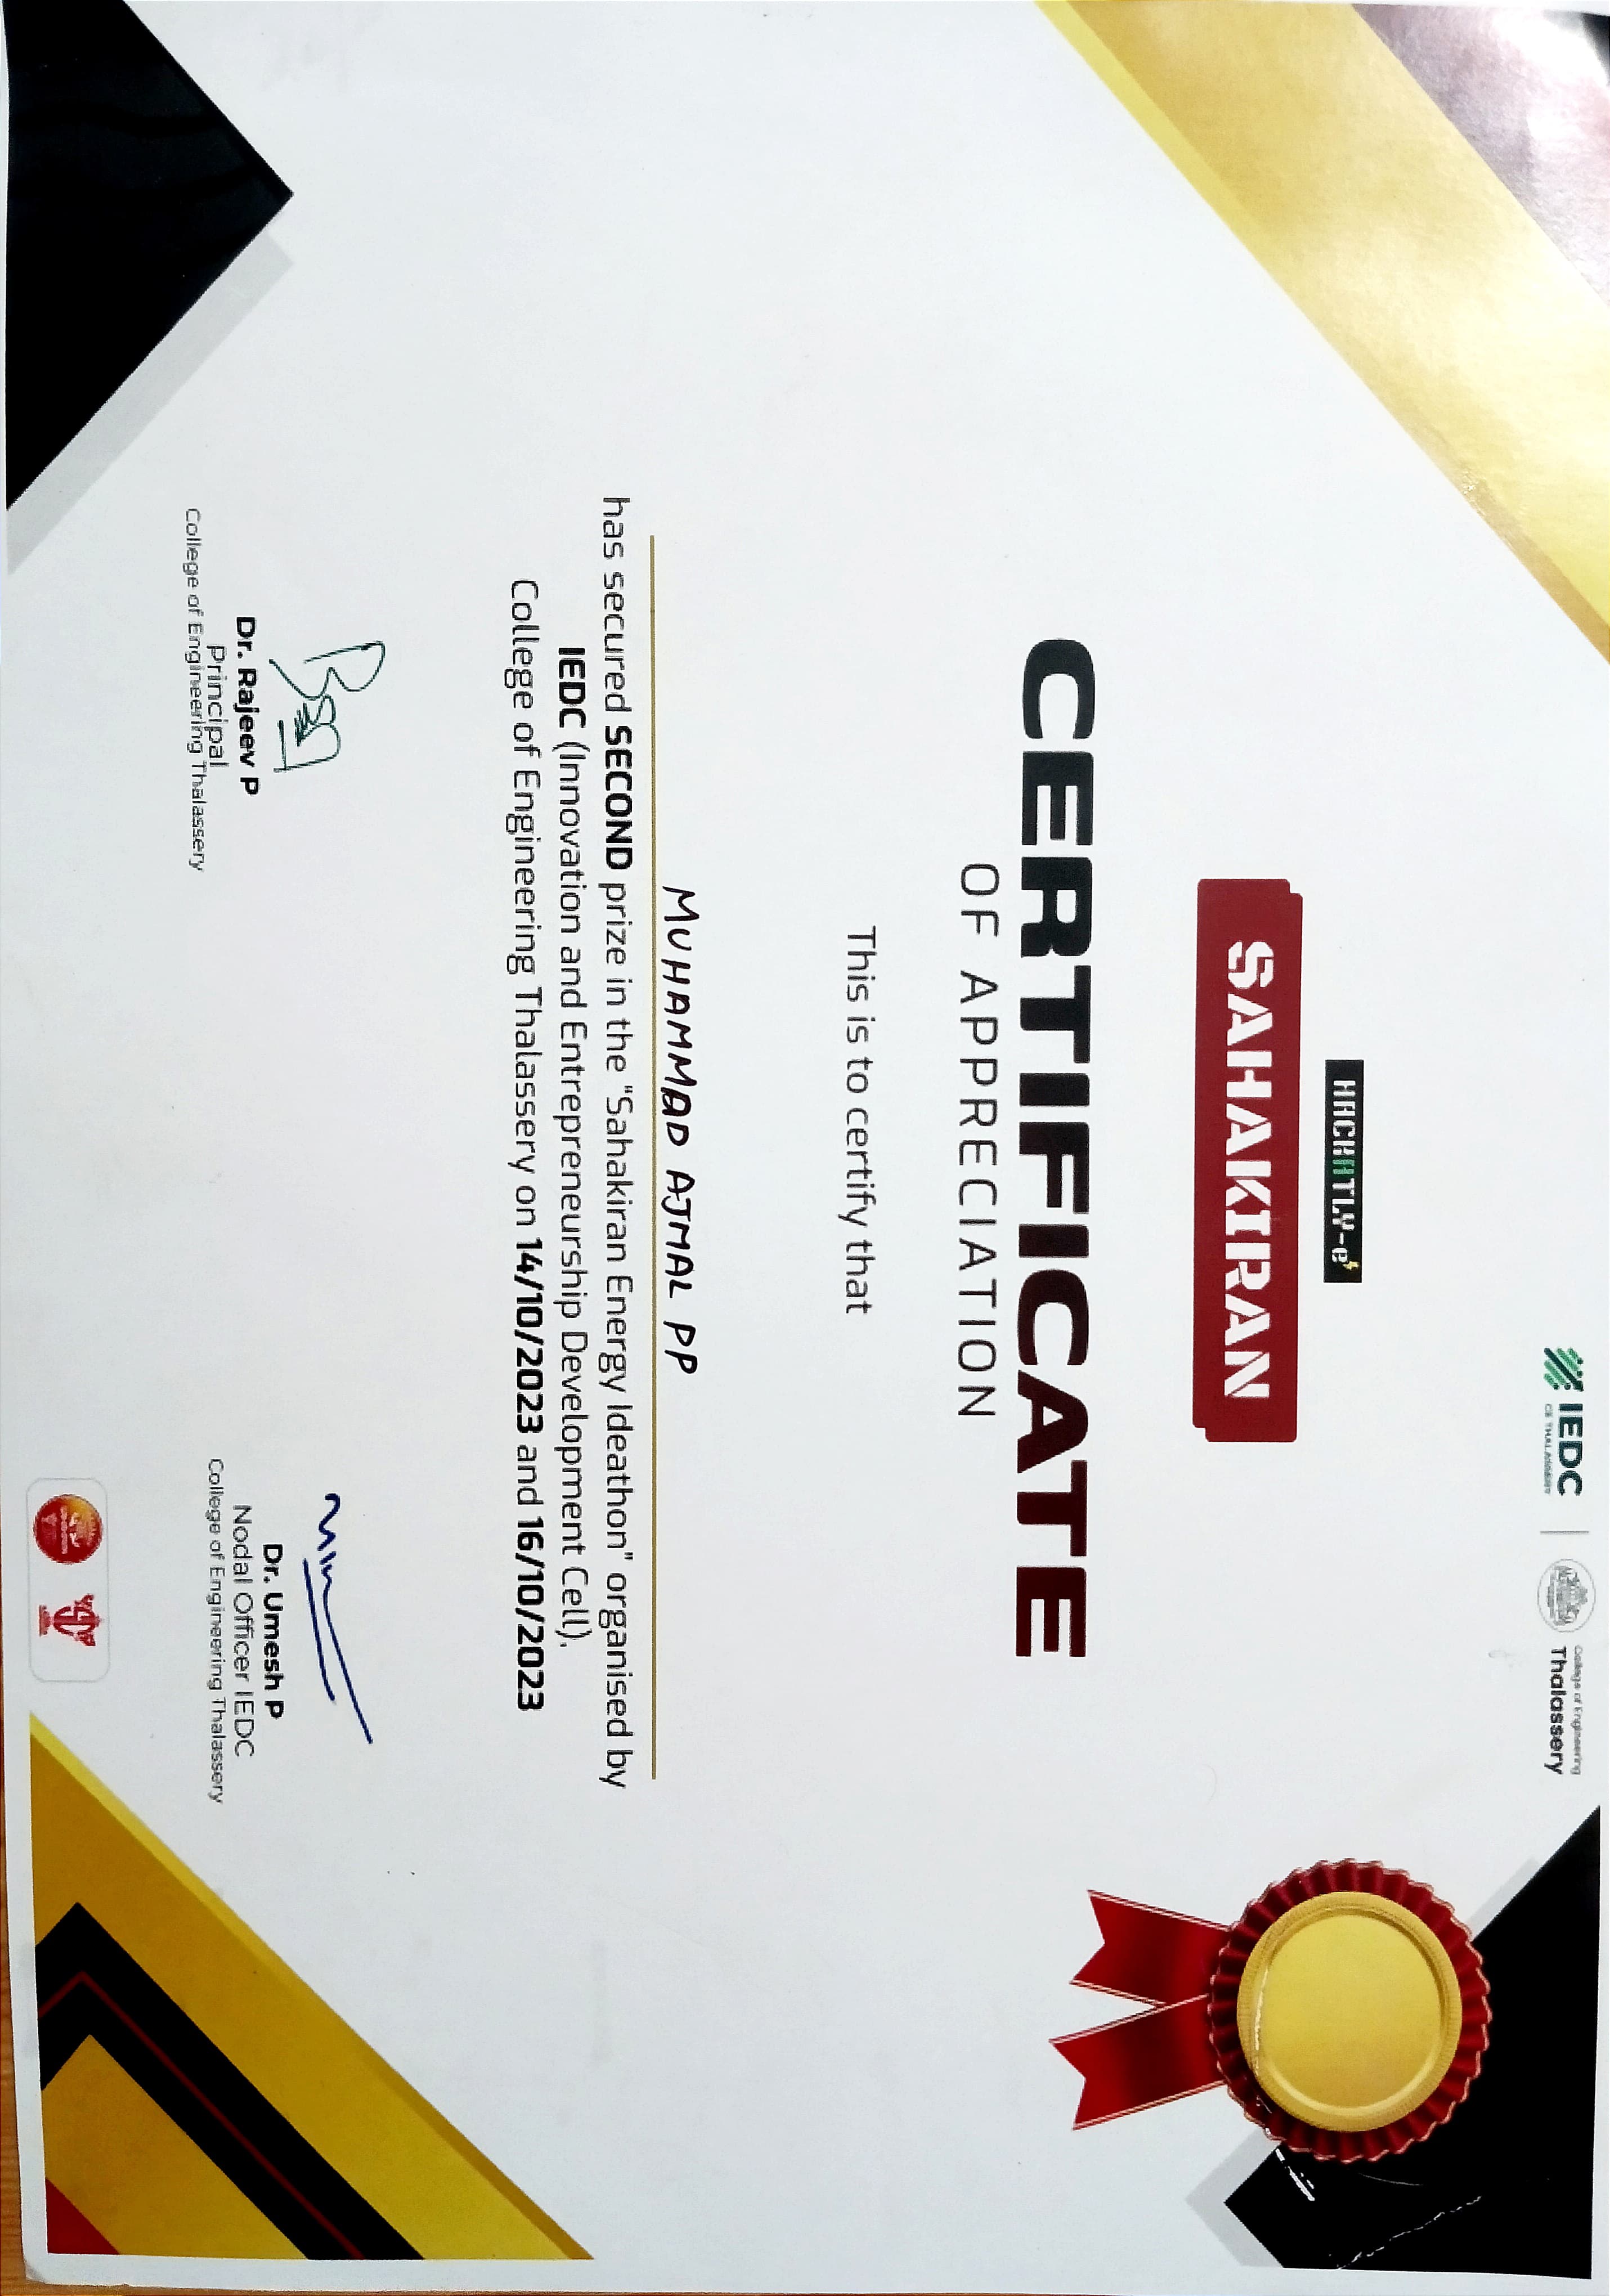 IEDC
CE THALASSERY
College of Engineering
Thalassery
HACKATLY-e
SAHAKIRAN
CERTIFICATE
OF APPRECIATION
This is to certify that
MUHAMMAD AJMAL PP
has secured SECOND prize in the "Sahakiran Energy Ideathon" organised by
IEDC (Innovation and Entrepreneurship Development Cell),
College of Engineering Thalassery on 14/10/2023 and 16/10/2023
Dr. Rajeev P
Principal
College of Engineering Thalassery
Dr. Umesh P
Nodal Officer IEDC
College of Engineering Thalassery